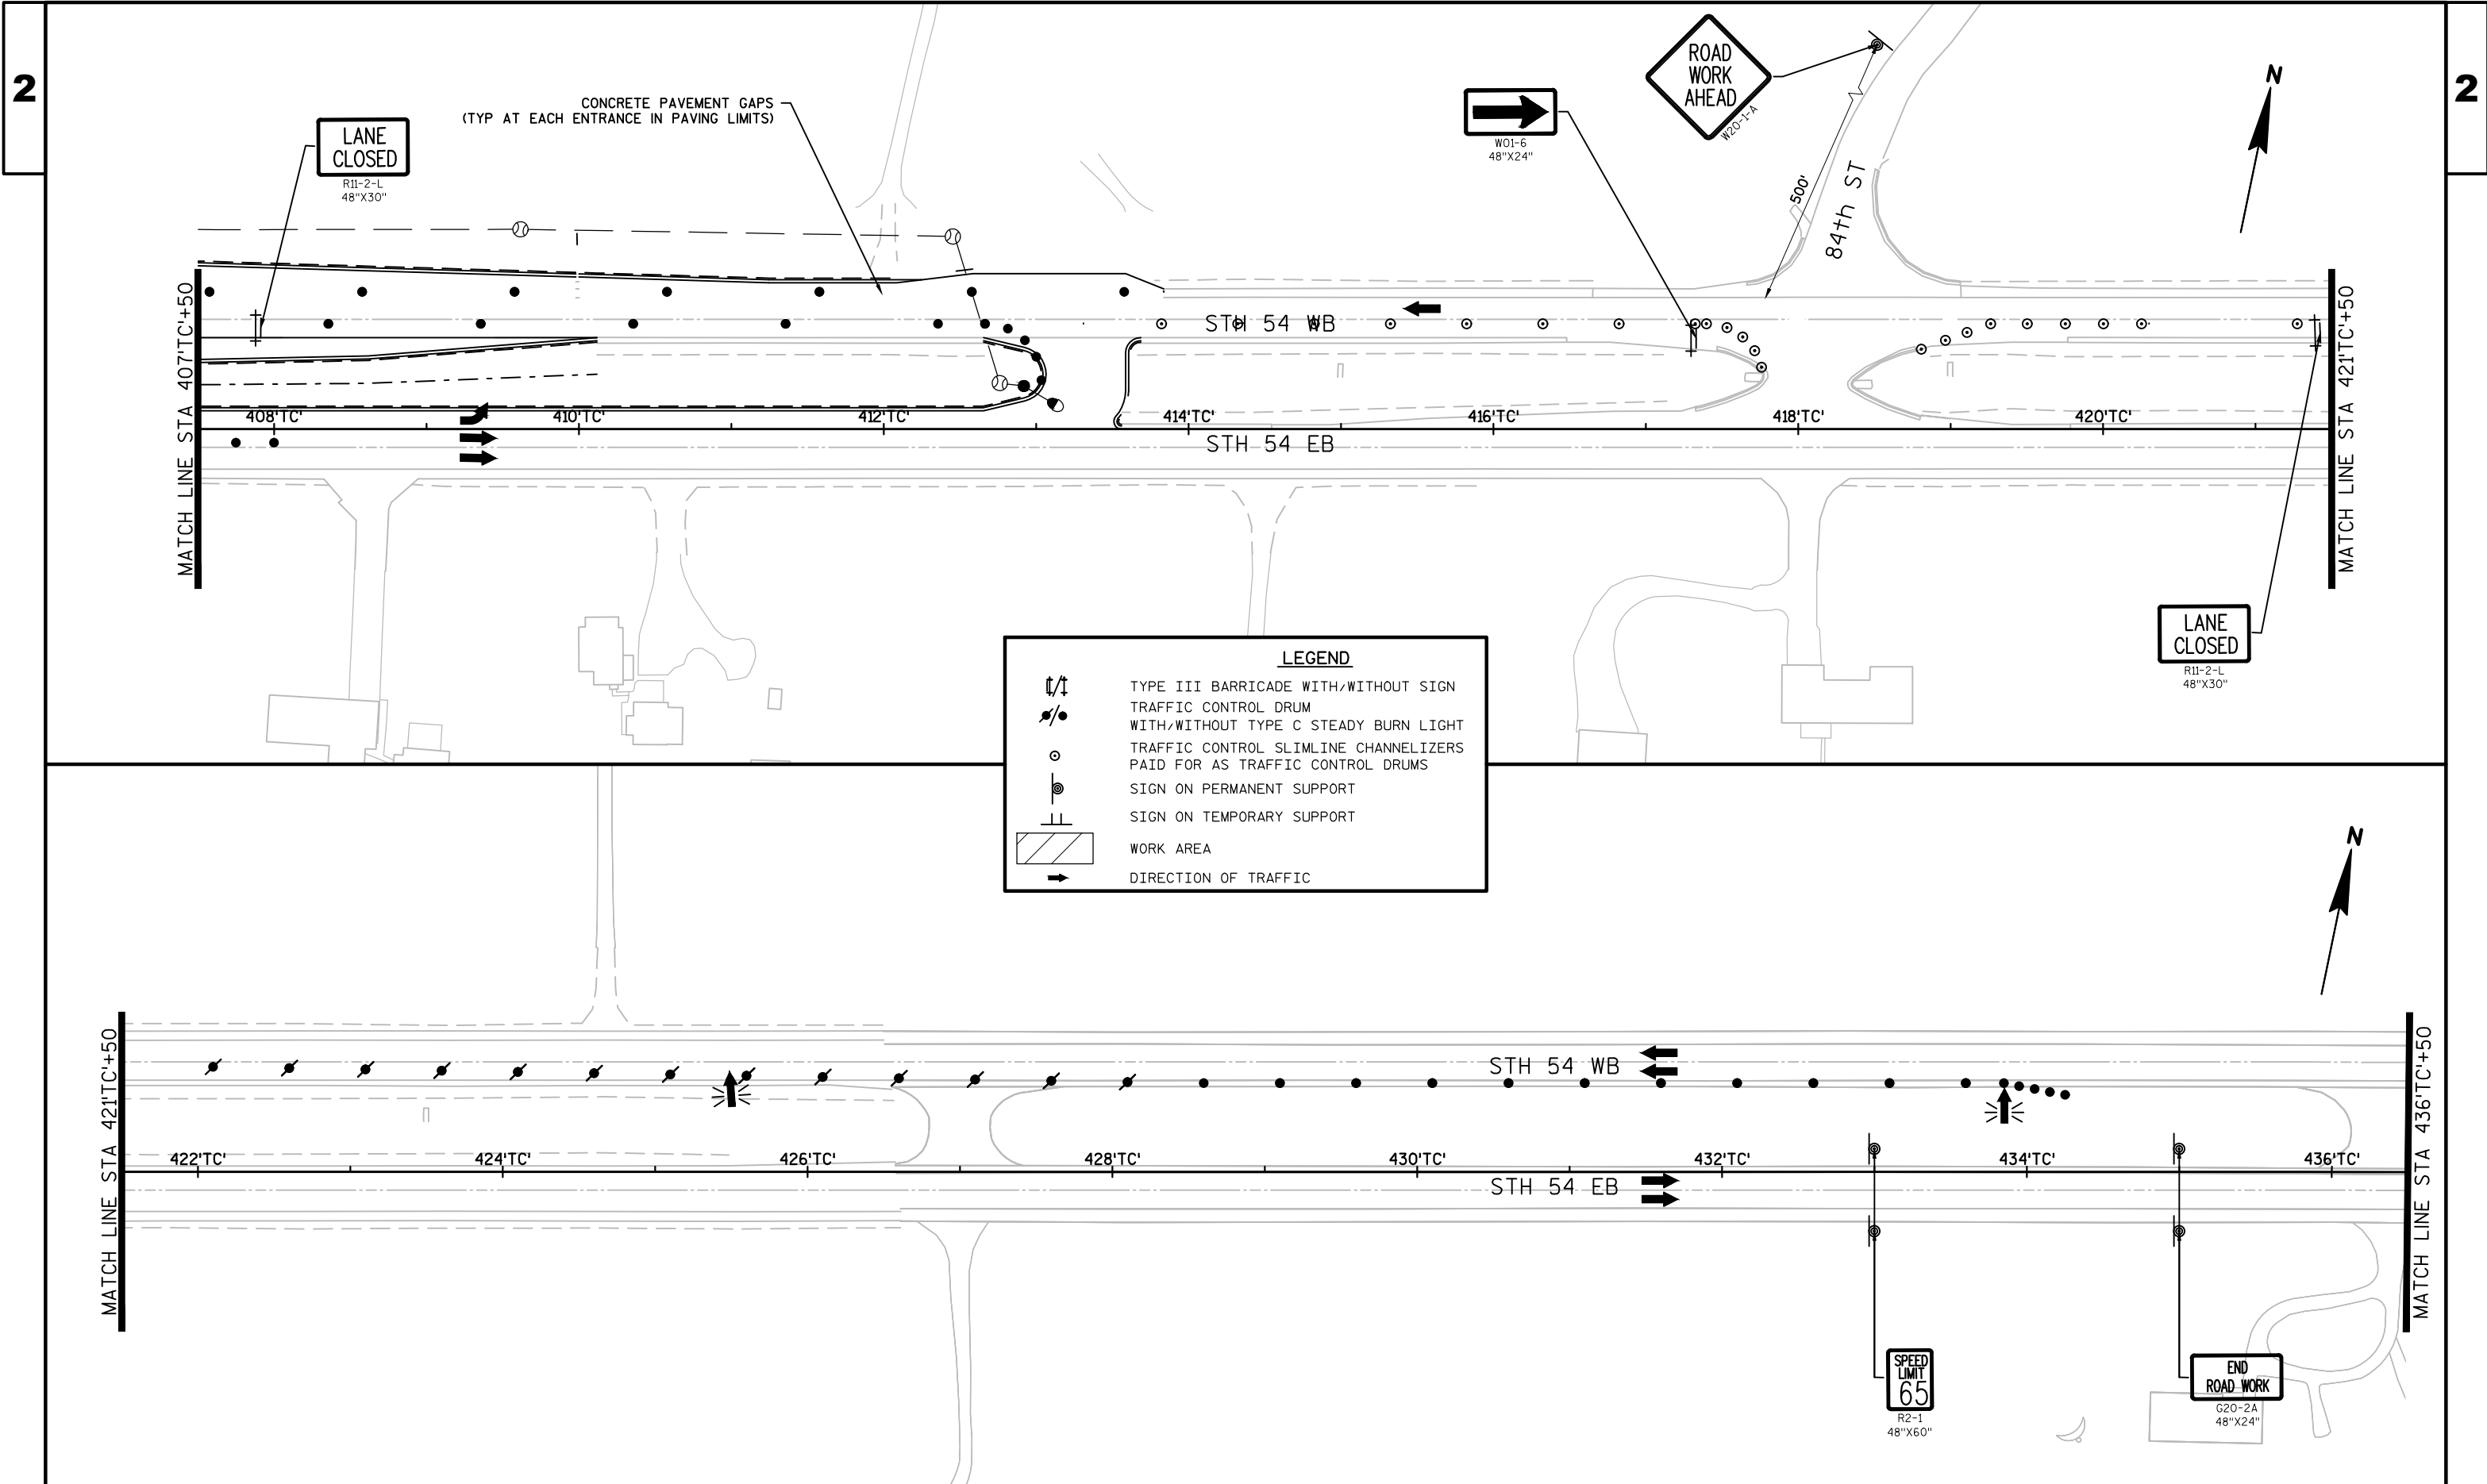 2
2
LANE
CLOSED
R11-2-L
48"X30"
CONCRETE PAVEMENT GAPS
(TYP AT EACH ENTRANCE IN PAVING LIMITS)
W01-6
48"X24"
ROAD
WORK
AHEAD
W20-1-A
500'
84th ST
N
MATCH LINE STA 407'TC'+50
STH 54 WB
408'TC'
410'TC'
412'TC'
414'TC'
416'TC'
418'TC'
420'TC'
STH 54 EB
MATCH LINE STA 421'TC'+50
LANE
CLOSED
R11-2-L
48"X30"
LEGEND
TYPE III BARRICADE WITH/WITHOUT SIGN
TRAFFIC CONTROL DRUM
WITH/WITHOUT TYPE C STEADY BURN LIGHT
TRAFFIC CONTROL SLIMLINE CHANNELIZERS
PAID FOR AS TRAFFIC CONTROL DRUMS
SIGN ON PERMANENT SUPPORT
SIGN ON TEMPORARY SUPPORT
WORK AREA
DIRECTION OF TRAFFIC
N
MATCH LINE STA 421'TC'+50
STH 54 WB
422'TC'
424'TC'
426'TC'
428'TC'
430'TC'
432'TC'
434'TC'
436'TC'
STH 54 EB
MATCH LINE STA 436'TC'+50
SPEED
LIMIT
65
R2-1
48"X60"
END
ROAD WORK
G20-2A
48"X24"